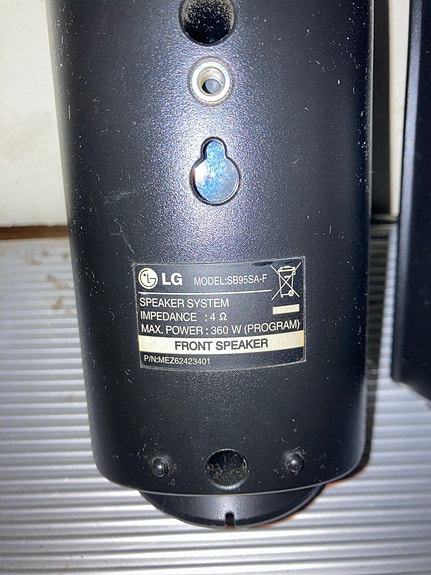 LG MODEL:SB95SA-F
SPEAKER SYSTEM
IMPEDANCE : 4 Ω
MAX. POWER : 360 W (PROGRAM)
FRONT SPEAKER
P/N:MEZ62423401